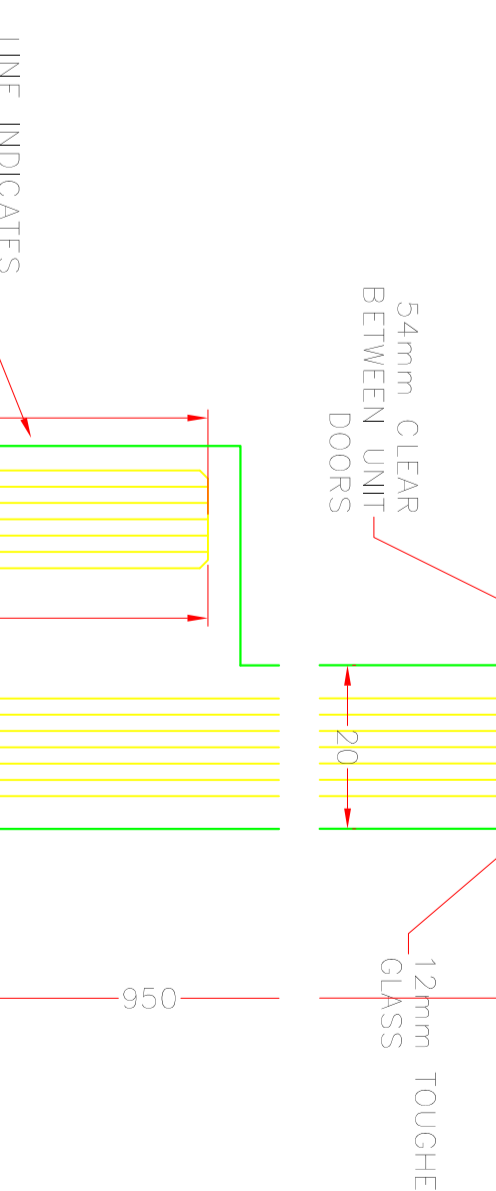 LINE INDICATES
54mm CLEAR
BETWEEN UNIT
DOORS
20
950
12mm TOUGHE
GLASS